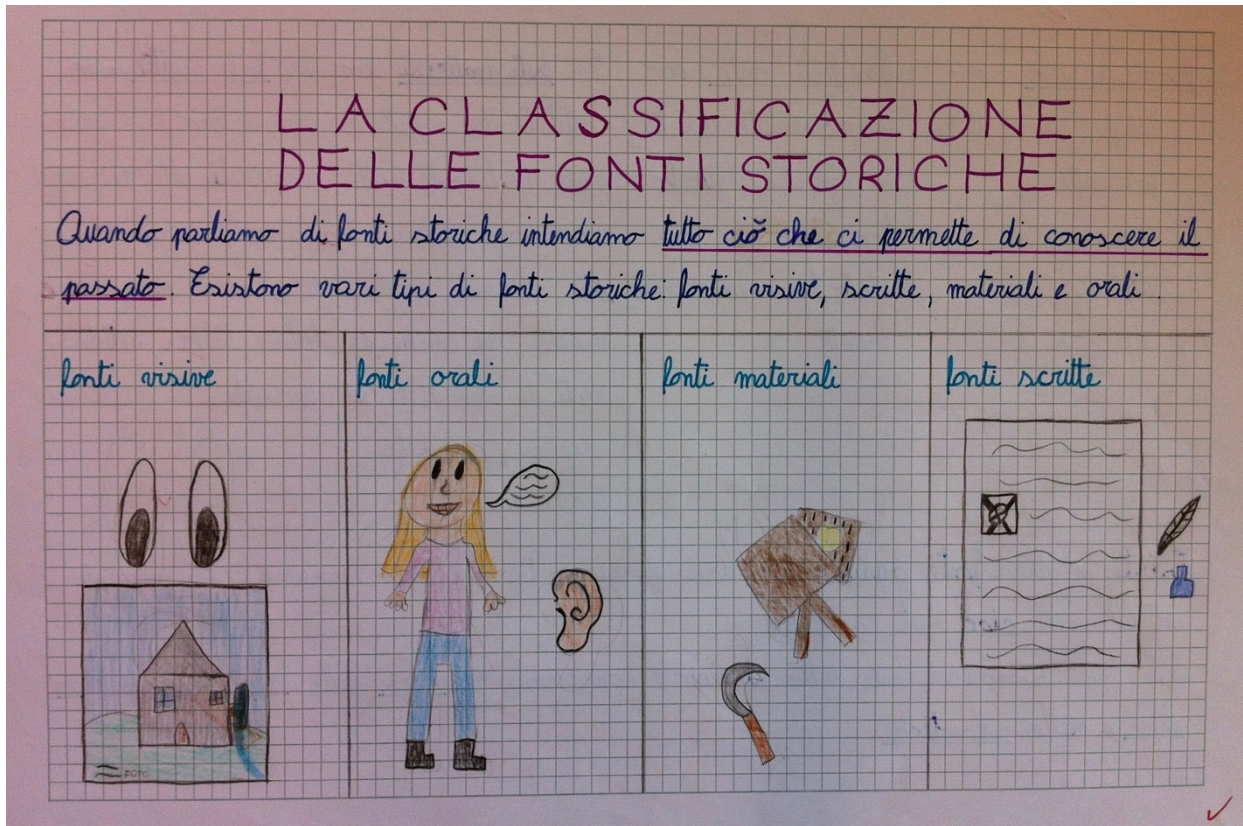 LA CLASSIFICAZIONE
DELLE FONTI STORICHE
Quando parliamo di fonti storiche intendiamo tutto ciò che ci permette di conoscere il
passato. Esistono vari tipi di fonti storiche: fonti visive, scritte, materiali e orali.
fonti visive
fonti orali
fonti materiali
fonti scritte
FOTO